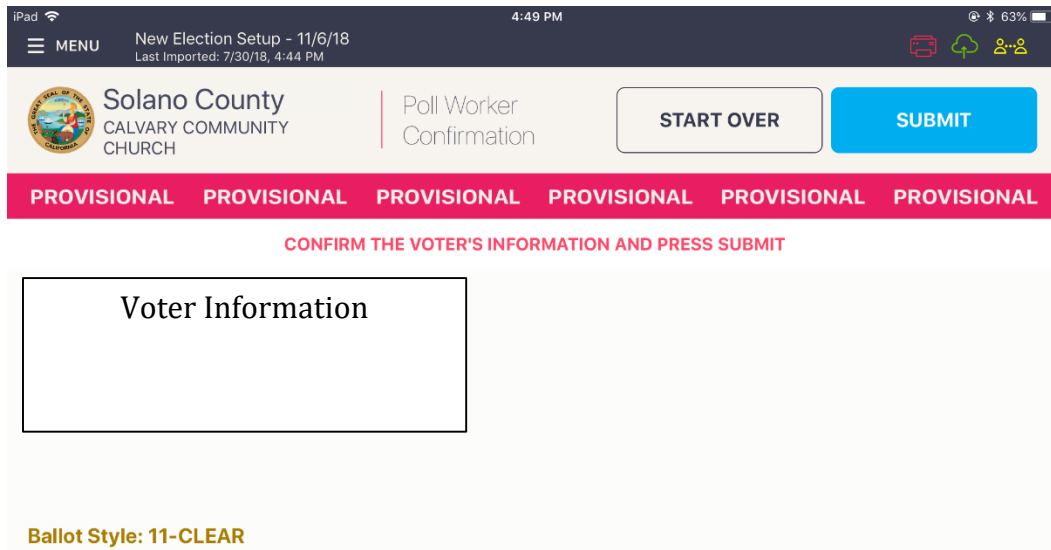 iPad 4:49 PM 63%
MENU New Election Setup - 11/6/18
Last Imported: 7/30/18, 4:44 PM
Solano County
CALVARY COMMUNITY
CHURCH
Poll Worker
Confirmation
START OVER
SUBMIT
PROVISIONAL PROVISIONAL PROVISIONAL PROVISIONAL PROVISIONAL PROVISIONAL
CONFIRM THE VOTER'S INFORMATION AND PRESS SUBMIT
Voter Information
Ballot Style: 11-CLEAR